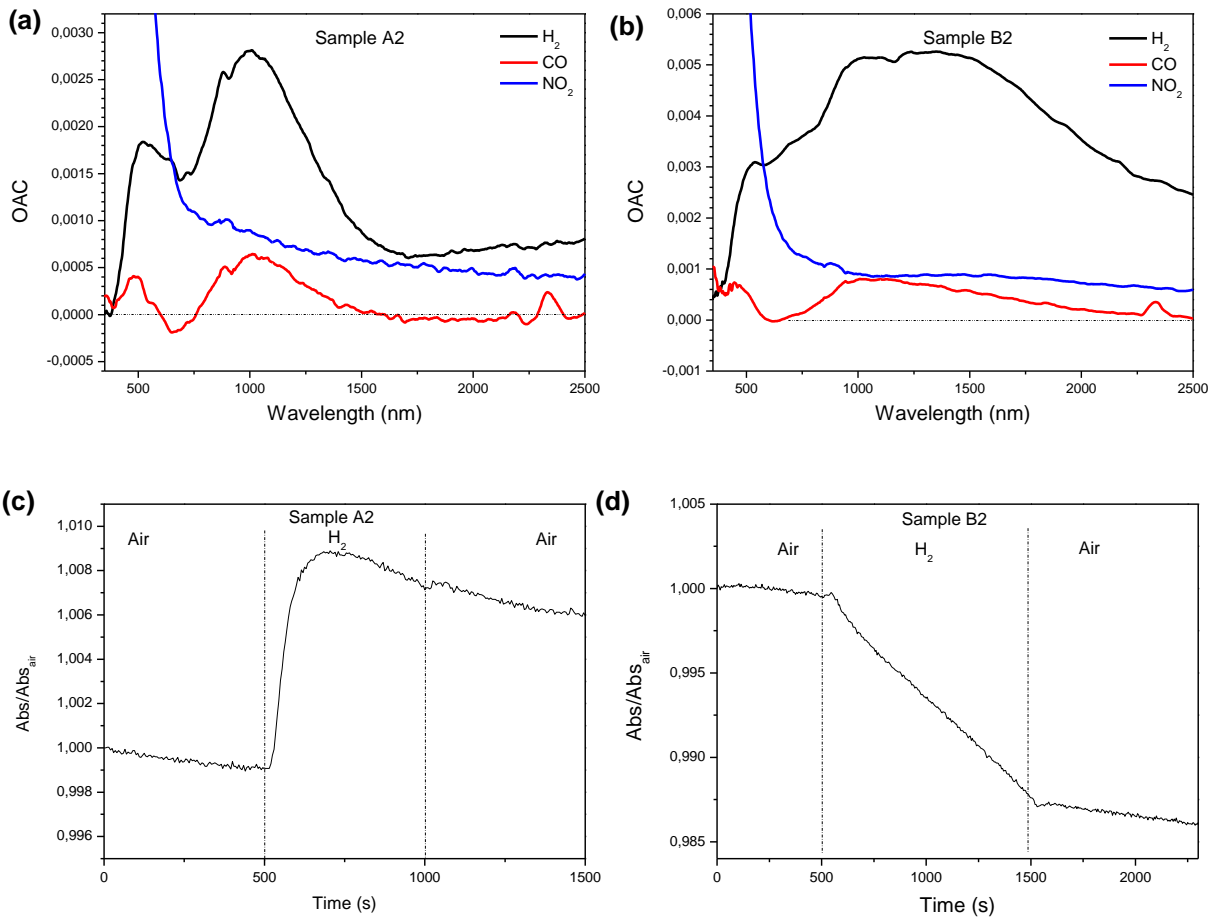 (a)
Sample A2
H2
CO
NO2
0,0030
0,0025
0,0020
0,0015
0,0010
0,0005
0,0000
-0,0005
OAC
500 1000 1500 2000 2500
Wavelength (nm)
(b)
Sample B2
H2
CO
NO2
0,006
0,005
0,004
0,003
0,002
0,001
0,000
-0,001
OAC
500 1000 1500 2000 2500
Wavelength (nm)
(c)
Sample A2
Air H2 Air
1,010
1,008
1,006
1,004
1,002
1,000
0,998
0,996
Abs/Absair
0 500 1000 1500
Time (s)
(d)
Sample B2
Air H2 Air
1,005
1,000
0,995
0,990
0,985
Abs/Absair
0 500 1000 1500 2000
Time (s)